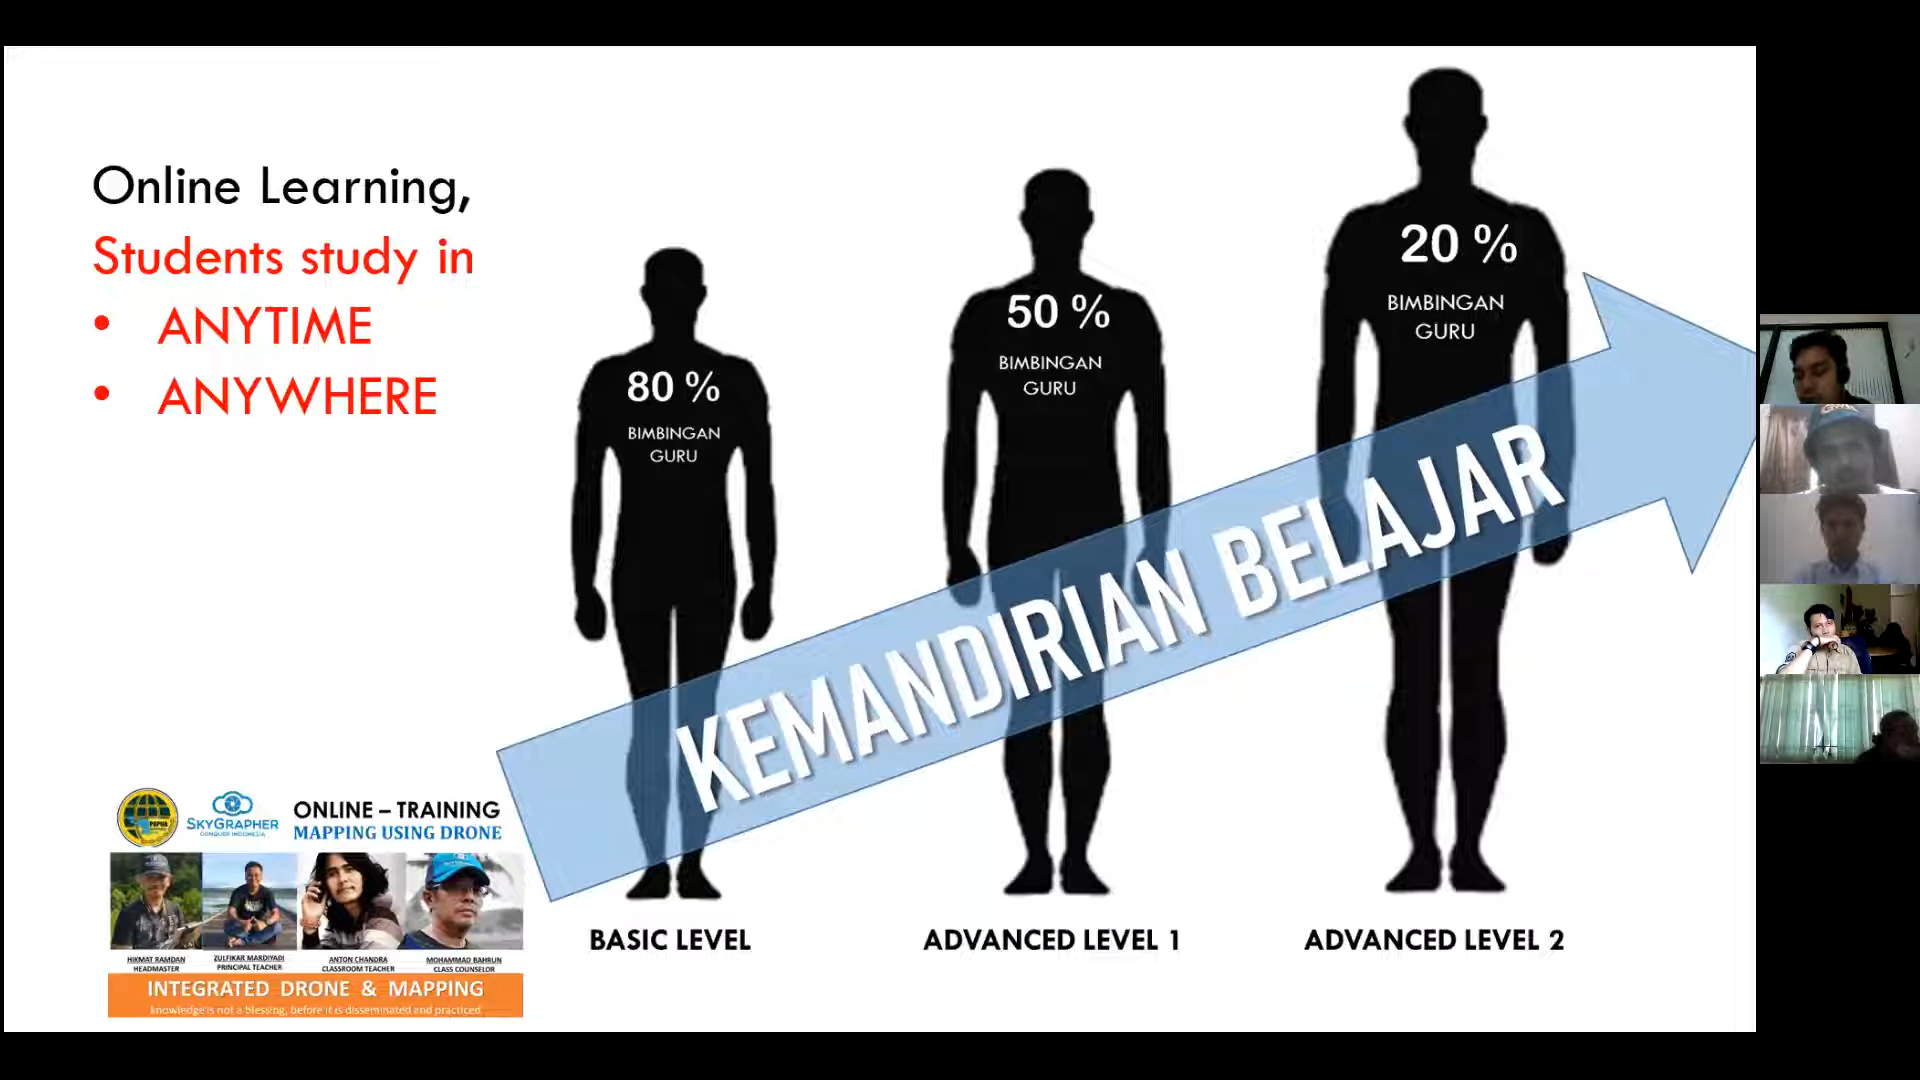 Online Learning,
Students study in
• ANYTIME
• ANYWHERE
80 %
BIMBINGAN
GURU
50 %
BIMBINGAN
GURU
20 %
BIMBINGAN
GURU
KEMANDIRIAN BELAJAR
BASIC LEVEL
ADVANCED LEVEL 1
ADVANCED LEVEL 2
PAPUA
SKYGRAPHER
CONQUER INDONESIA
ONLINE – TRAINING
MAPPING USING DRONE
HIKMAT RAMDAN
HEADMASTER
ZULFIKAR MARDIYADI
PRINCIPAL TEACHER
ANTON CHANDRA
CLASSROOM TEACHER
MOHAMMAD BAHRUN
CLASS COUNSELOR
INTEGRATED DRONE & MAPPING
knowledge is not a blessing, before it is disseminated and practiced